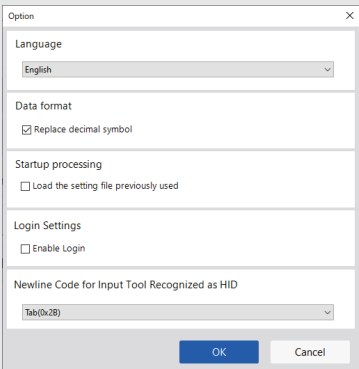 Option
Language
English
Data format
Replace decimal symbol
Startup processing
Load the setting file previously used
Login Settings
Enable Login
Newline Code for Input Tool Recognized as HID
Tab(0x2B)
OK Cancel